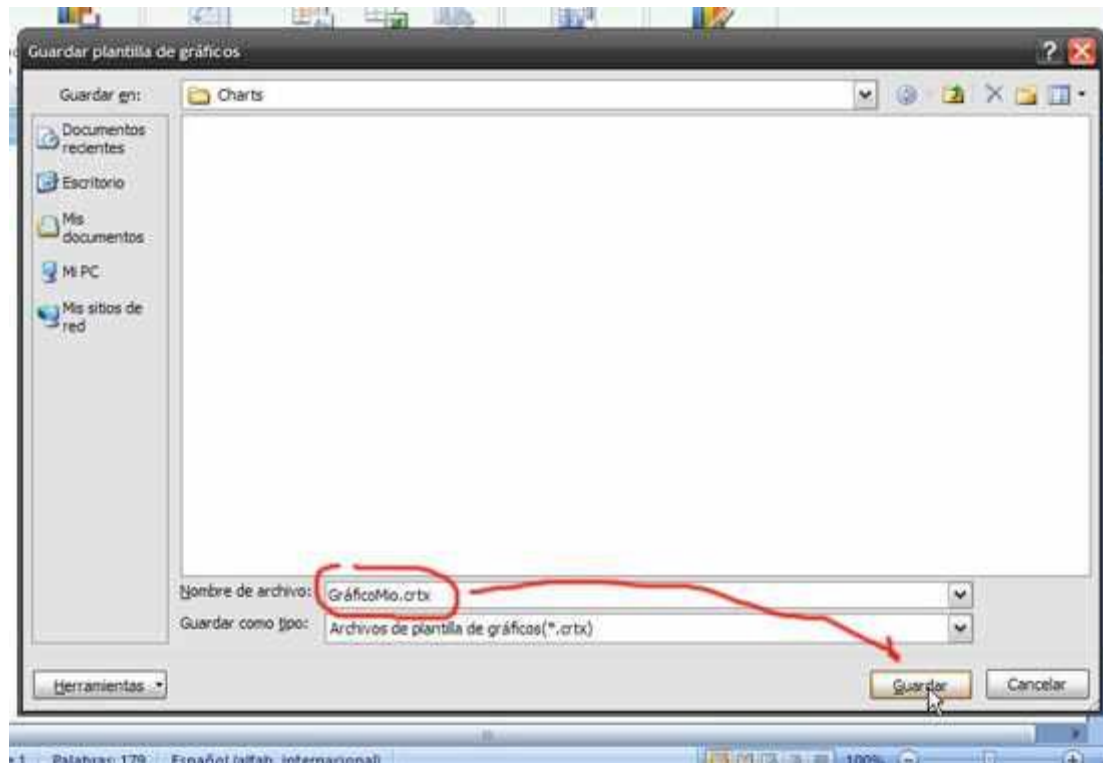 Guardar plantilla de gráficos
Guardar en:
Charts
Documentos
recientes
Escritorio
Mis
documentos
Mi PC
Mis sitios de
red
Nombre de archivo:
GráficoMio.crtx
Guardar como tipo:
Archivos de plantilla de gráficos(*.crtx)
Herramientas
Guardar
Cancelar
Palabras: 179 Español (alfab. internacional) 100%